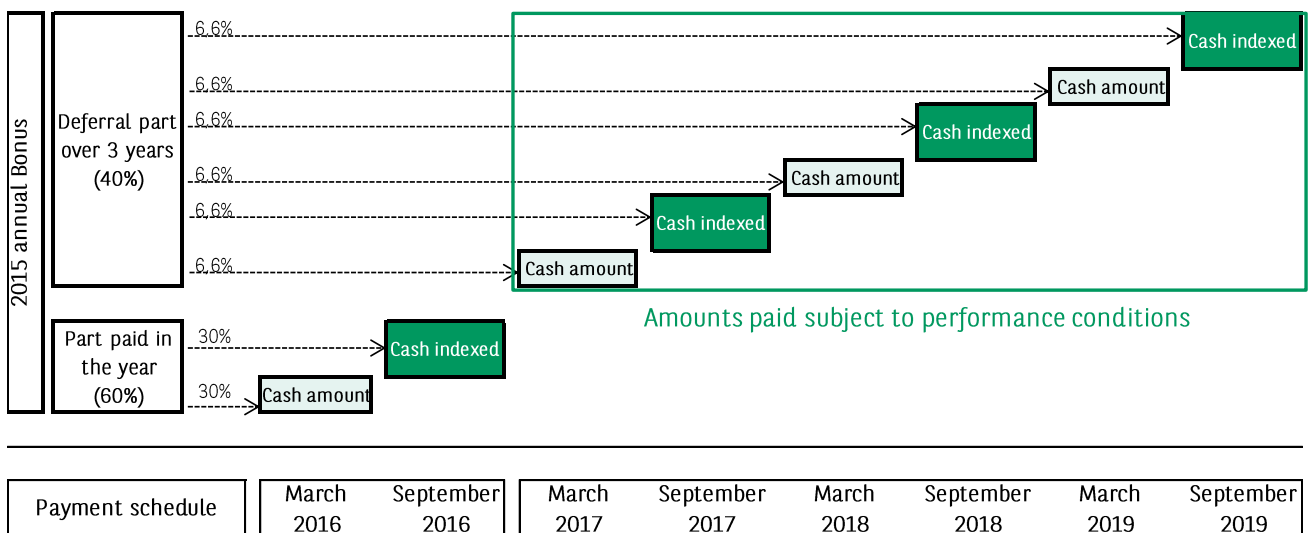 2015 annual Bonus
Deferral part
over 3 years
(40%)
6,6%
Cash indexed
6,6%
Cash amount
6,6%
Cash indexed
6,6%
Cash amount
6,6%
Cash indexed
6,6%
Cash amount
Amounts paid subject to performance conditions
Part paid in
the year
(60%)
30%
Cash indexed
30%
Cash amount
Payment schedule
March
2016
September
2016
March
2017
September
2017
March
2018
September
2018
March
2019
September
2019